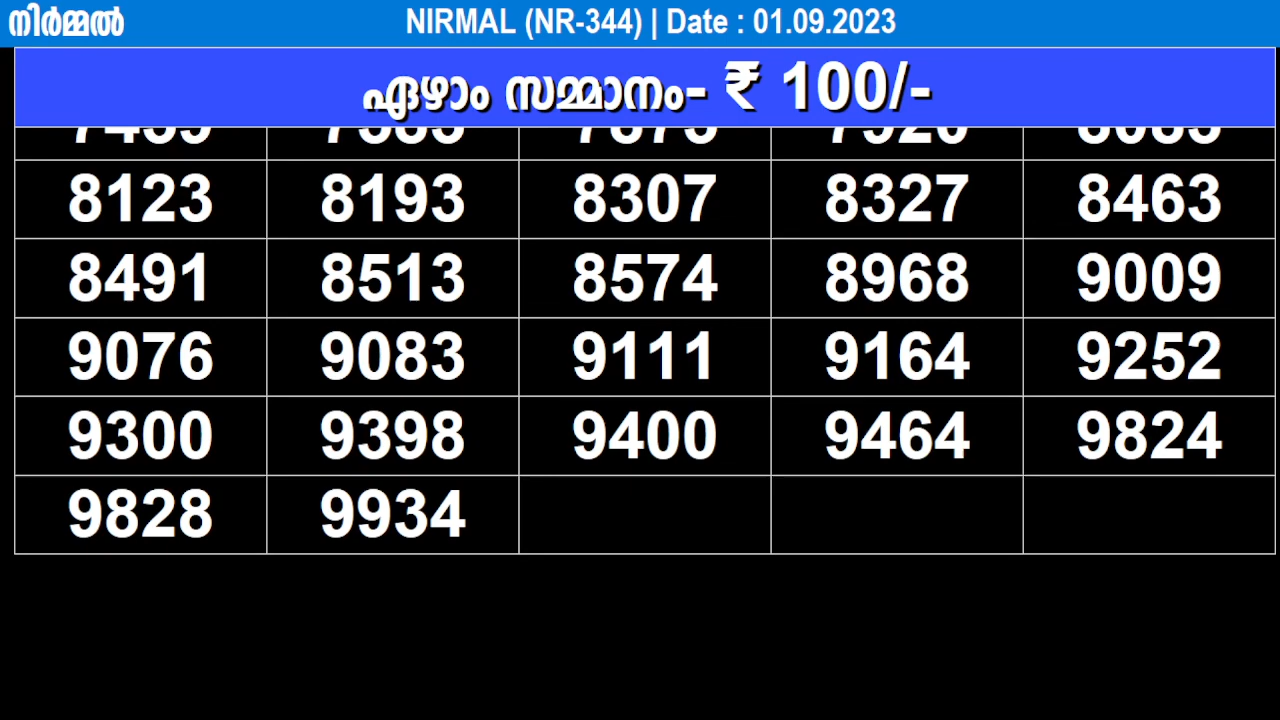 നിർമ്മൽ NIRMAL (NR-344) | Date : 01.09.2023
ഏഴാം സമ്മാനം- ₹ 100/-
8123 8193 8307 8327 8463
8491 8513 8574 8968 9009
9076 9083 9111 9164 9252
9300 9398 9400 9464 9824
9828 9934